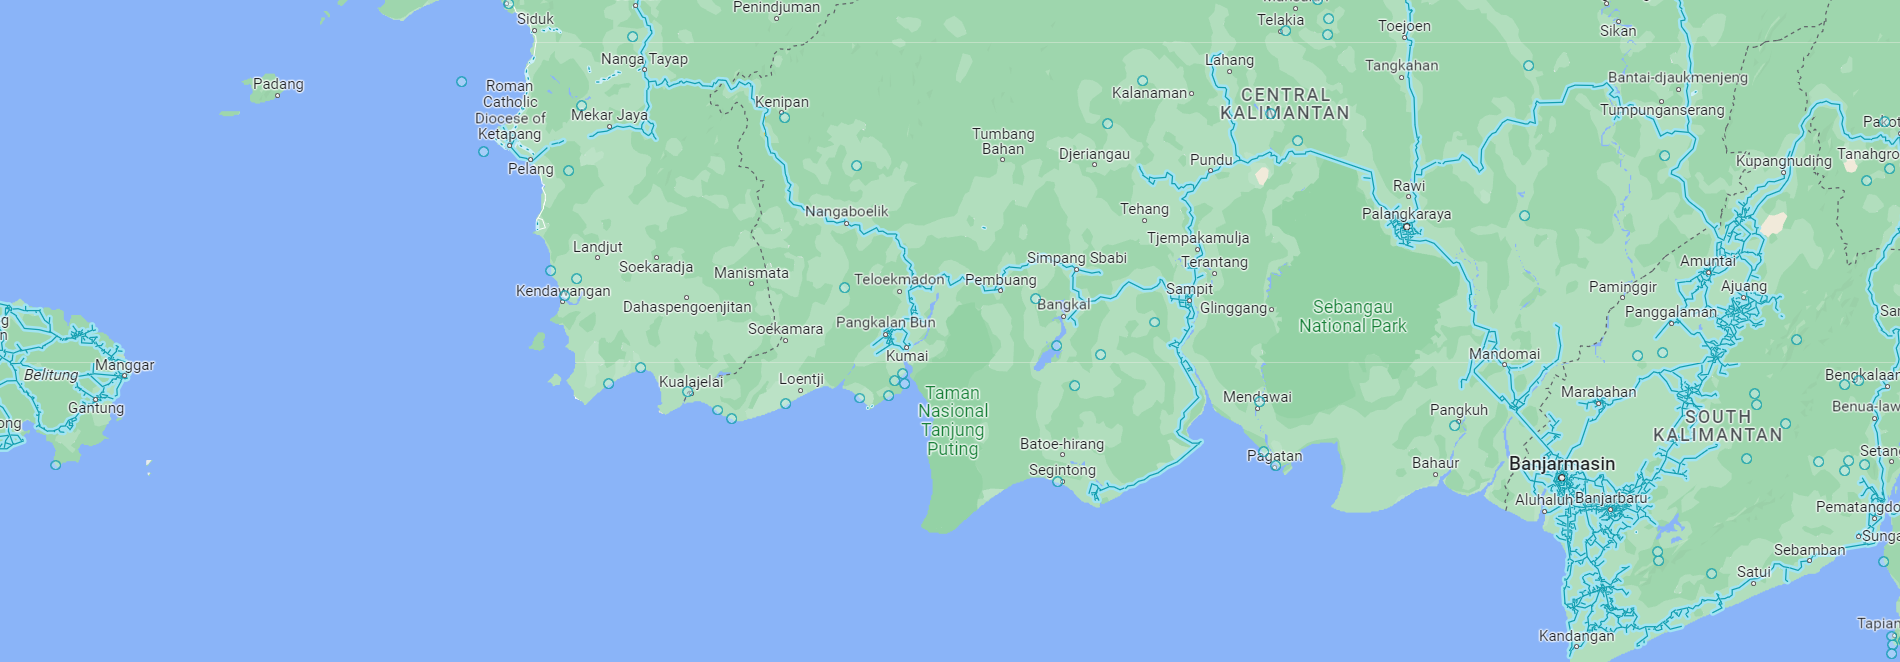 Siduk
Penindjuman
Telakia
Toejoen
Sikan
Nanga Tayap
Padang
Roman
Catholic
Diocese of
Ketapang
Mekar Jaya
Kenipan
Lahang
Kalanaman
CENTRAL
KALIMANTAN
Tangkahan
Bantai-djaukmenjeng
Tumpunganserang
Pelang
Tumbang
Bahan
Djeriangau
Pundu
Rawi
Palangkaraya
Kupangnuding
Nangaboelik
Tehang
Tjempakamulja
Landjut
Soekaradja
Manismata
Teloekmadon
Pembuang
Simpang Sbabi
Terantang
Amuntai
Kendawangan
Dahaspengoenjitan
Bangkal
Sampit
Glinggang
Sebangau
National Park
Paminggir
Ajuang
Panggalaman
Soekamara
Pangkalan Bun
Kumai
Mandomai
Manggar
Belitung
Gantung
Kualajelai
Loentji
Taman
Nasional
Tanjung
Puting
Mendawai
Pangkuh
Marabahan
SOUTH
KALIMANTAN
Batoe-hirang
Segintong
Pagatan
Bahaur
Banjarmasin
Aluhaluh
Banjarbaru
Sebamban
Satui
Kandangan